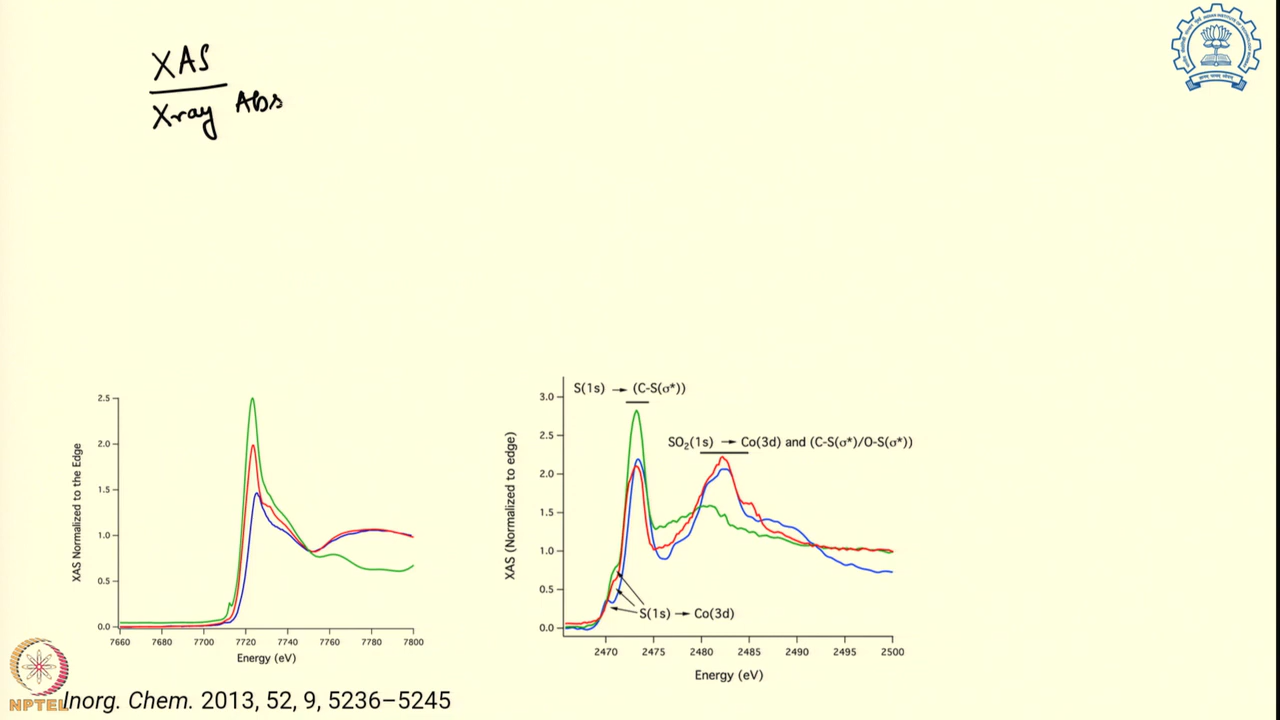 XAS
Xray Abs
XAS Normalized to the Edge
2.5
2.0
1.5
1.0
0.5
0.0
7660
7680
7700
7720
7740
7760
7780
7800
Energy (eV)
XAS (Normalized to edge)
3.0
2.5
2.0
1.5
1.0
0.5
0.0
S(1s) → (C-S(σ*))
SO₂(1s) → Co(3d) and (C-S(σ*)/O-S(σ*))
S(1s) → Co(3d)
2470
2475
2480
2485
2490
2495
2500
Energy (eV)
NPTEL
Inorg. Chem. 2013, 52, 9, 5236–5245